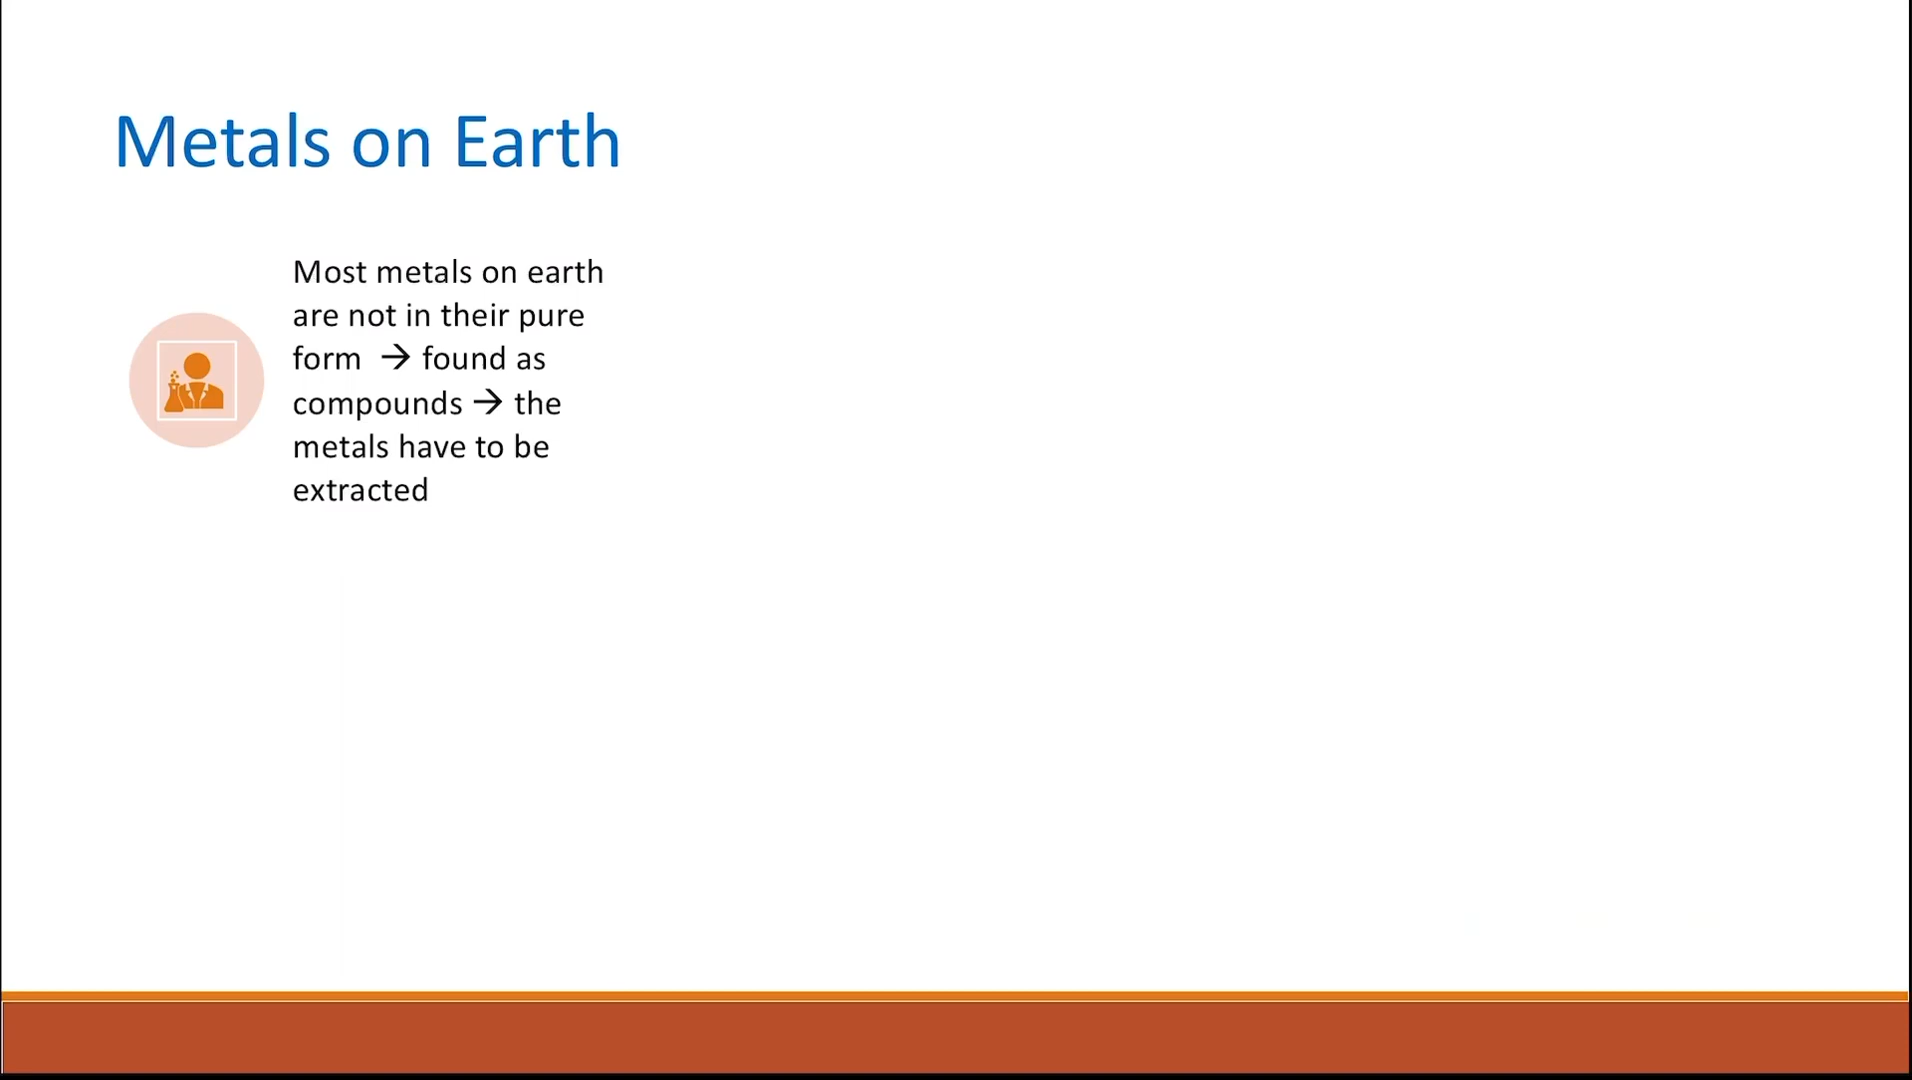 Metals on Earth
Most metals on earth
are not in their pure
form → found as
compounds → the
metals have to be
extracted